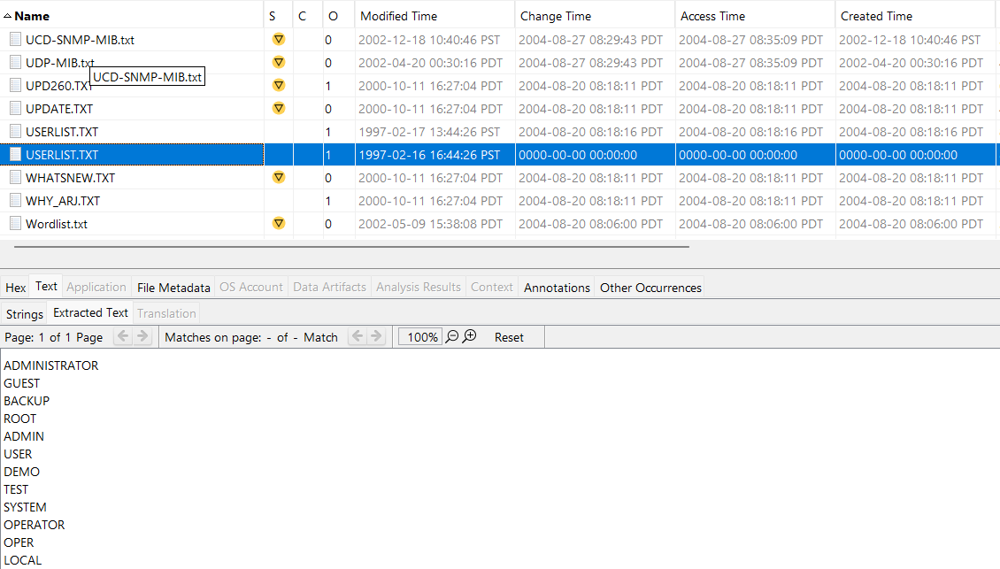 Name S C O Modified Time Change Time Access Time Created Time
UCD-SNMP-MIB.txt 0 2002-12-18 10:40:46 PST 2004-08-27 08:29:43 PDT 2004-08-27 08:35:09 PDT 2002-12-18 10:40:46 PST
UDP-MIB.txt 0 2002-04-20 00:30:16 PDT 2004-08-27 08:29:43 PDT 2004-08-27 08:35:09 PDT 2002-04-20 00:30:16 PDT
UCD-SNMP-MIB.txt
UPD260.TXT 1 2000-10-11 16:27:04 PDT 2004-08-20 08:18:11 PDT 2004-08-20 08:18:11 PDT 2004-08-20 08:18:11 PDT
UPDATE.TXT 0 2000-10-11 16:27:04 PDT 2004-08-20 08:18:11 PDT 2004-08-20 08:18:11 PDT 2004-08-20 08:18:11 PDT
USERLIST.TXT 1 1997-02-17 13:44:26 PST 2004-08-20 08:18:16 PDT 2004-08-20 08:18:16 PDT 2004-08-20 08:18:16 PDT
USERLIST.TXT 1 1997-02-16 16:44:26 PST 0000-00-00 00:00:00 0000-00-00 00:00:00 0000-00-00 00:00:00
WHATSNEW.TXT 0 2000-10-11 16:27:04 PDT 2004-08-20 08:18:11 PDT 2004-08-20 08:18:11 PDT 2004-08-20 08:18:11 PDT
WHY_ARJ.TXT 1 2000-10-11 16:27:04 PDT 2004-08-20 08:18:11 PDT 2004-08-20 08:18:11 PDT 2004-08-20 08:18:11 PDT
Wordlist.txt 0 2002-05-09 15:38:08 PDT 2004-08-20 08:06:00 PDT 2004-08-20 08:06:00 PDT 2004-08-20 08:06:00 PDT
Hex Text Application File Metadata OS Account Data Artifacts Analysis Results Context Annotations Other Occurrences
Strings Extracted Text Translation
Page: 1 of 1 Page Matches on page: - of - Match 100% Reset
ADMINISTRATOR
GUEST
BACKUP
ROOT
ADMIN
USER
DEMO
TEST
SYSTEM
OPERATOR
OPER
LOCAL